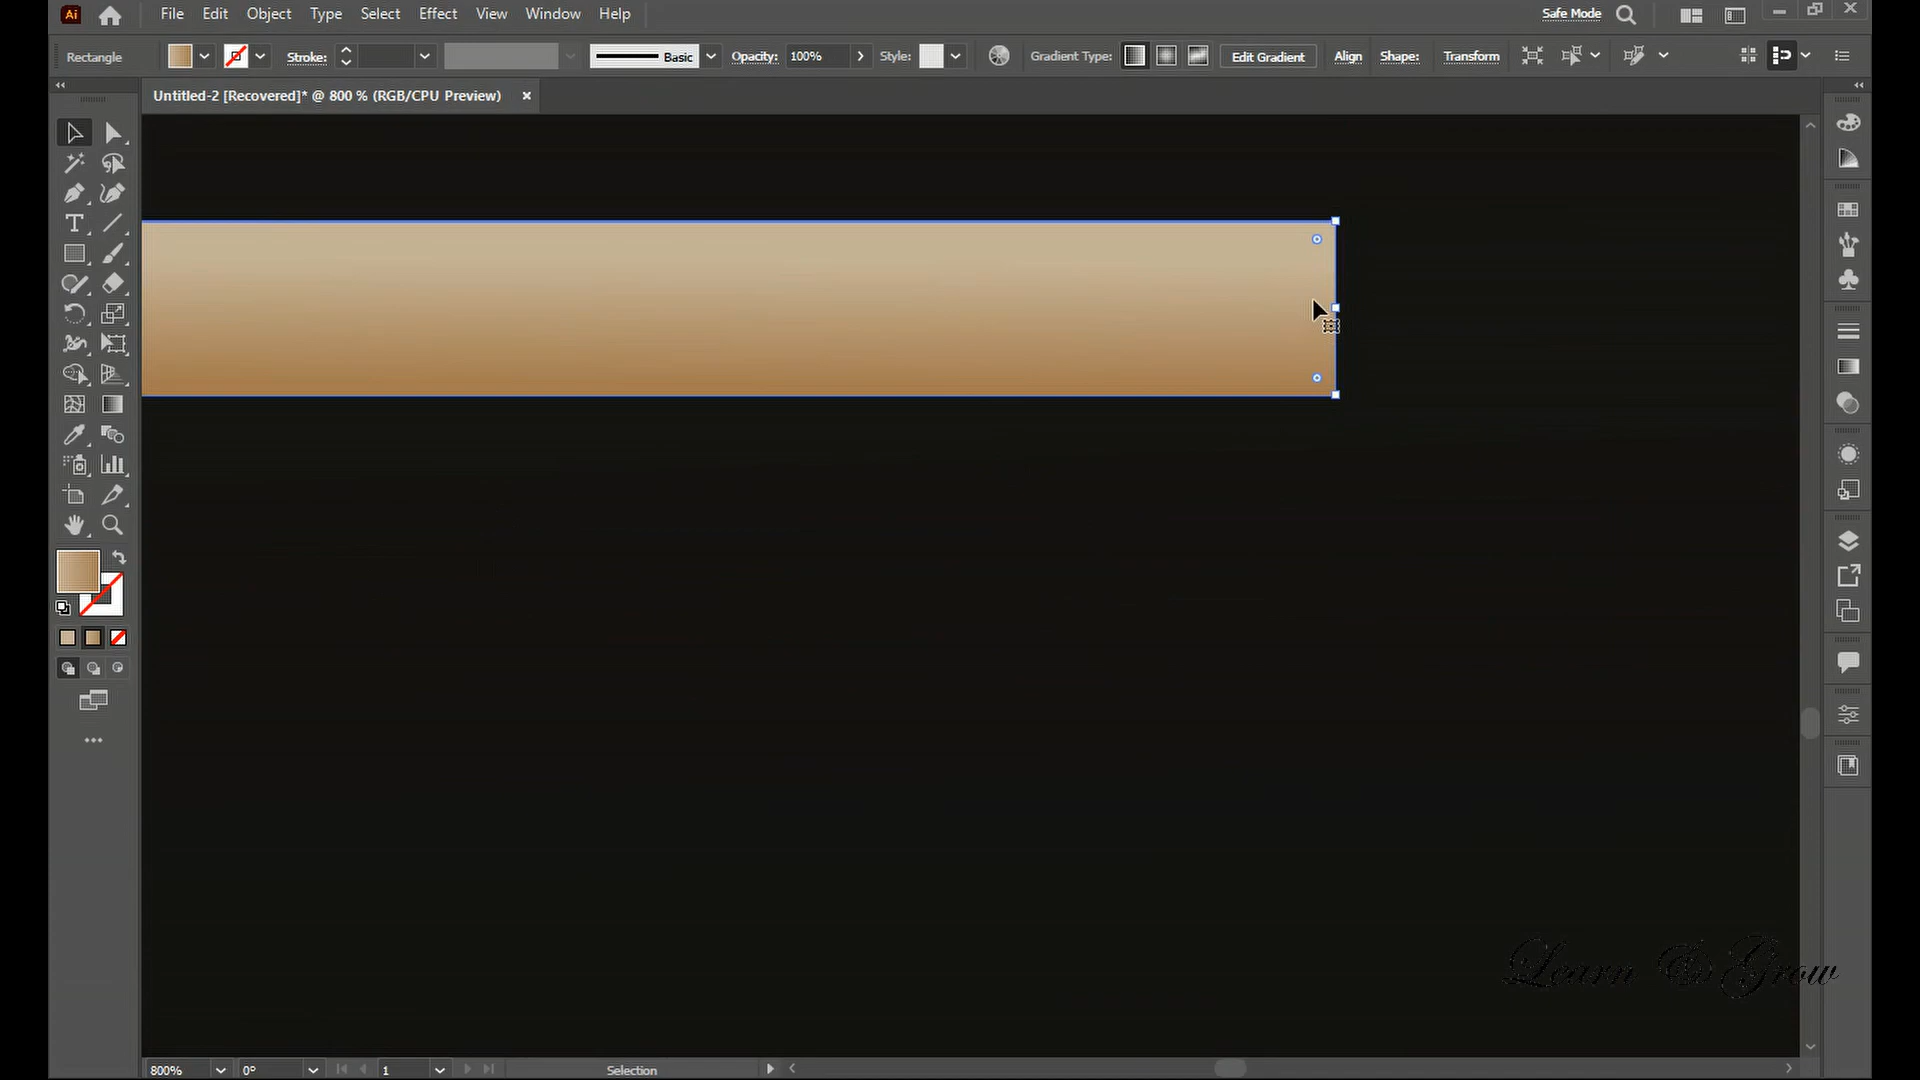 Ai File Edit Object Type Select Effect View Window Help Safe Mode
Rectangle Stroke: Basic Opacity: 100% Style: Gradient Type: Edit Gradient Align Shape: Transform
Untitled-2 [Recovered]* @ 800 % (RGB/CPU Preview) ×
Learn & Grow
800% 0° 1 Selection